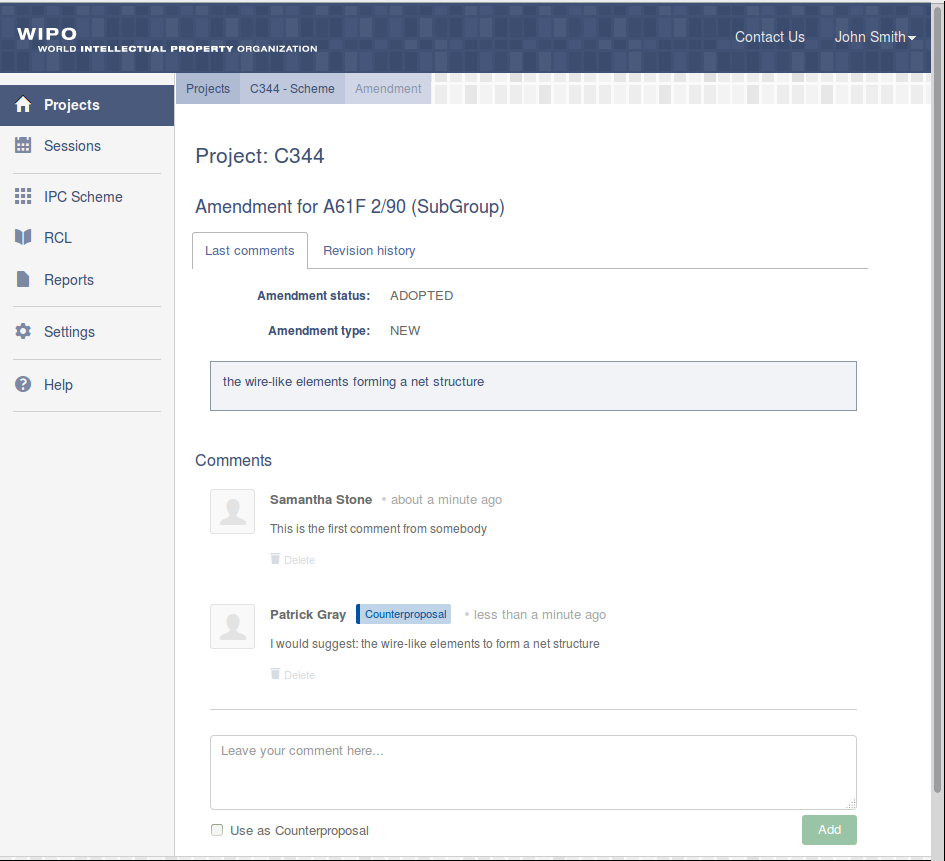 WIPO
WORLD INTELLECTUAL PROPERTY ORGANIZATION
Contact Us
John Smith
Projects
Sessions
IPC Scheme
RCL
Reports
Settings
Help
Projects
C344 - Scheme
Amendment
Project: C344
Amendment for A61F 2/90 (SubGroup)
Last comments
Revision history
Amendment status: ADOPTED
Amendment type: NEW
the wire-like elements forming a net structure
Comments
Samantha Stone • about a minute ago
This is the first comment from somebody
Delete
Patrick Gray Counterproposal • less than a minute ago
I would suggest: the wire-like elements to form a net structure
Delete
Leave your comment here...
Use as Counterproposal
Add